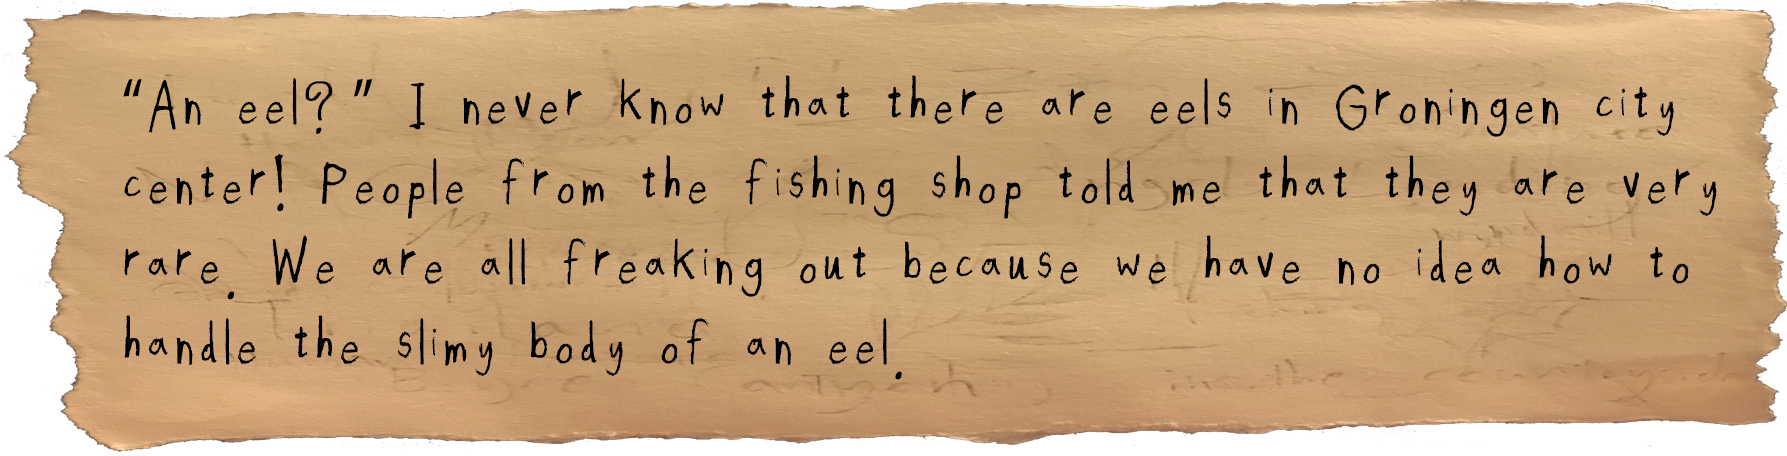 “An eel?” I never know that there are eels in Groningen city
center! People from the fishing shop told me that they are very
rare. We are all freaking out because we have no idea how to
handle the slimy body of an eel.